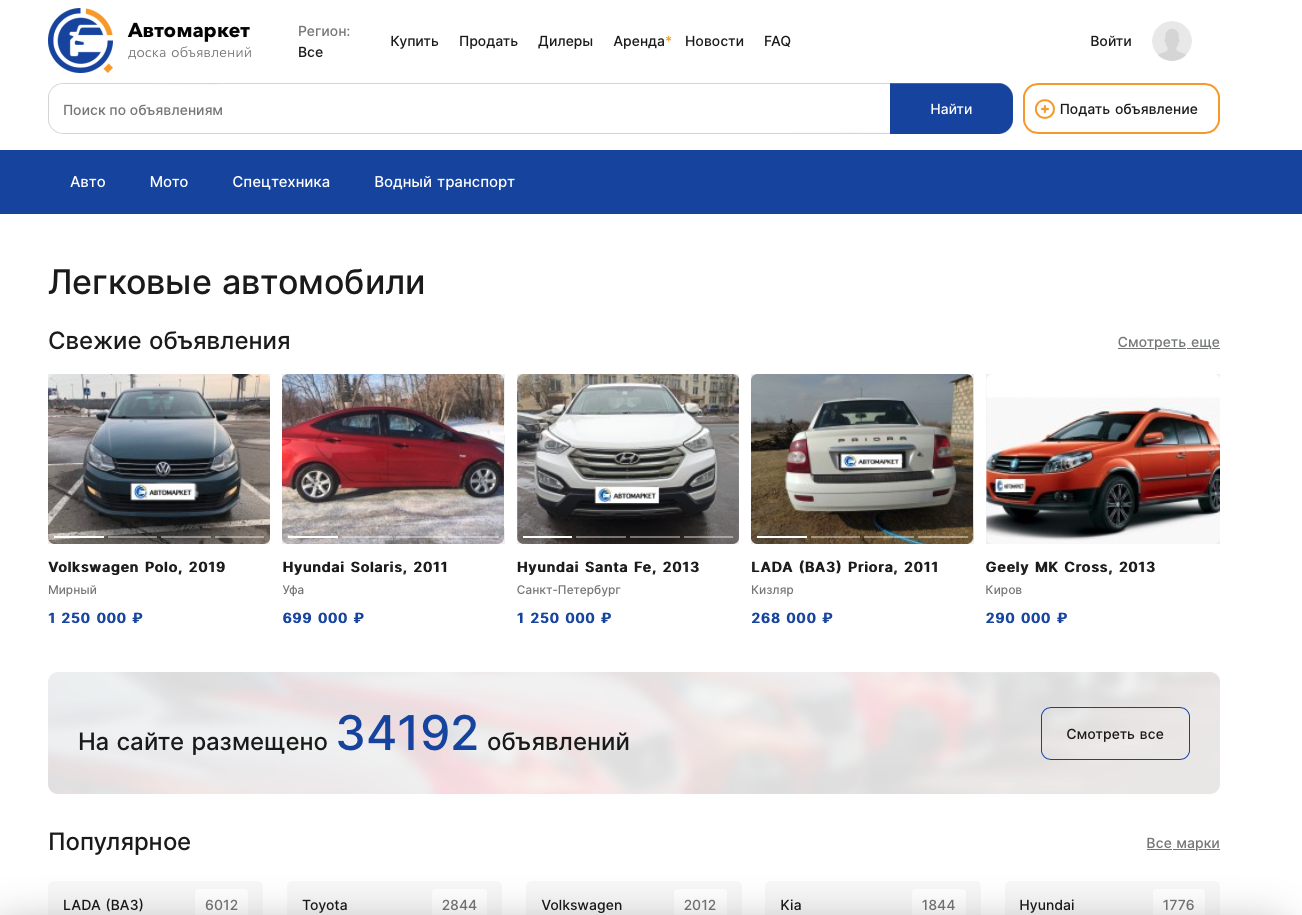 Автомаркет
доска объявлений
Регион:
Все
Купить Продать Дилеры Аренда* Новости FAQ
Войти
Поиск по объявлениям
Найти
Подать объявление
Авто Мото Спецтехника Водный транспорт
Легковые автомобили
Свежие объявления
Смотреть еще
АВТОМАРКЕТ
АВТОМАРКЕТ
PRIORA
АВТОМАРКЕТ
АВТОМАРКЕТ
Volkswagen Polo, 2019
Мирный
1 250 000 ₽
Hyundai Solaris, 2011
Уфа
699 000 ₽
Hyundai Santa Fe, 2013
Санкт-Петербург
1 250 000 ₽
LADA (ВАЗ) Priora, 2011
Кизляр
268 000 ₽
Geely MK Cross, 2013
Киров
290 000 ₽
На сайте размещено 34192 объявлений
Смотреть все
Популярное
Все марки
LADA (ВАЗ) 6012
Toyota 2844
Volkswagen 2012
Kia 1844
Hyundai 1776